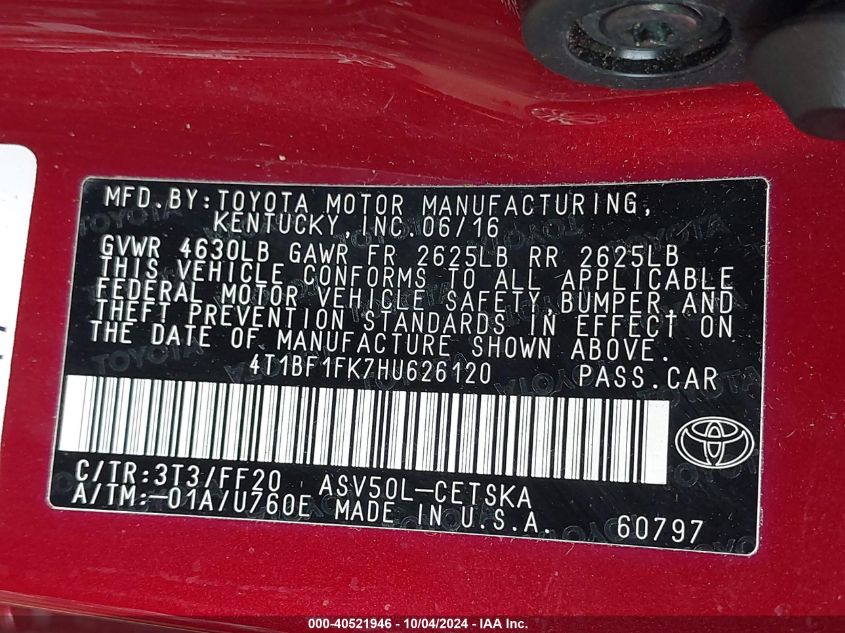 MFD.BY:TOYOTA MOTOR MANUFACTURING,
KENTUCKY,INC.06/16
GVWR 4630LB GAWR FR 2625LB RR 2625LB
THIS VEHICLE CONFORMS TO ALL APPLICABLE
FEDERAL MOTOR VEHICLE SAFETY,BUMPER,AND
THEFT PREVENTION STANDARDS IN EFFECT ON
THE DATE OF MANUFACTURE SHOWN ABOVE.
4T1BF1FK7HU626120 PASS.CAR
C/TR:3T3/FF20 ASV50L-CETSKA
A/TM:-01A/U760E MADE IN U.S.A. 60797
000-40521946 - 10/04/2024 - IAA Inc.